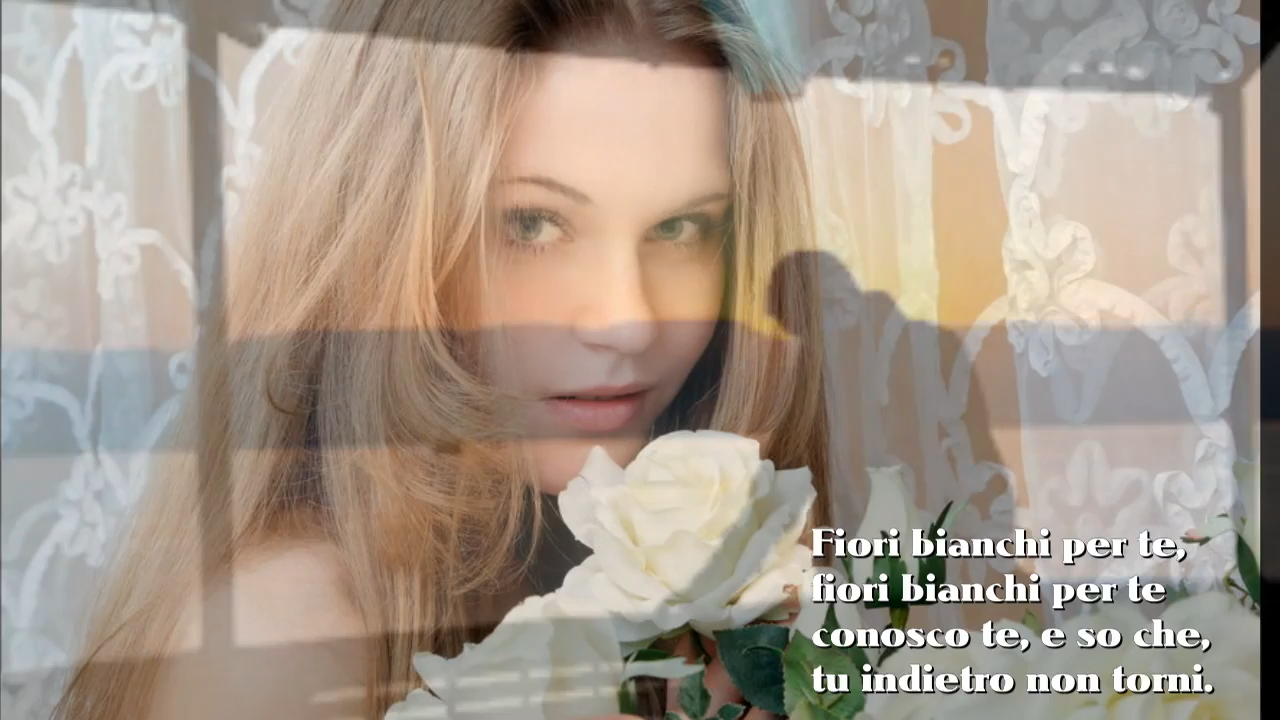 Fiori bianchi per te,
fiori bianchi per te
conosco te, e so che,
tu indietro non torni.